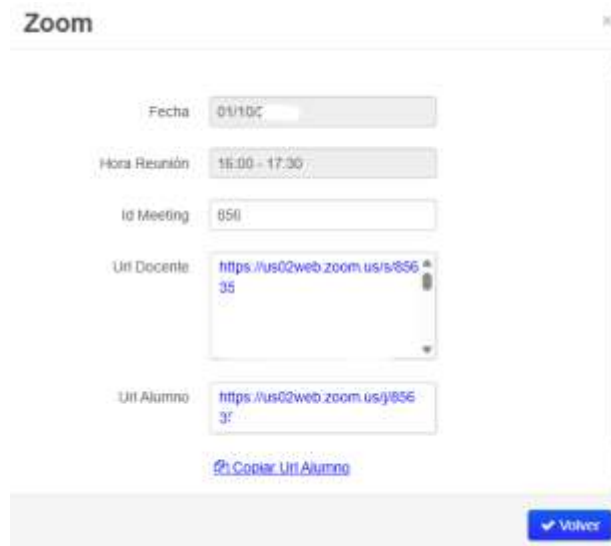 Zoom
Fecha
01/10/
Hora Reunión
16:00 - 17:30
Id Meeting
856
Url Docente
https://us02web.zoom.us/s/856
35
Url Alumno
https://us02web.zoom.us/j/856
Copiar Url Alumno
Volver